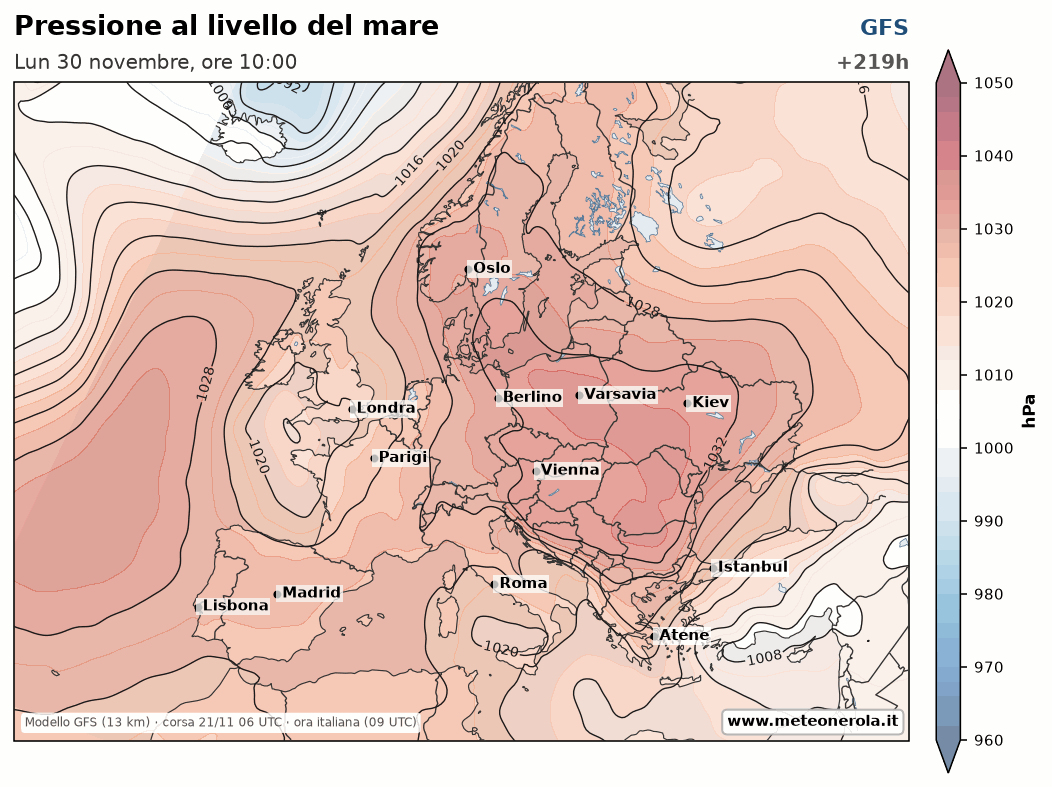 Pressione al livello del mare
GFS
Lun 30 novembre, ore 10:00
+219h
1016
1020
1028
1028
1020
1032
1020
1008
Oslo
Berlino
Varsavia
Kiev
Londra
Parigi
Vienna
Istanbul
Roma
Madrid
Lisbona
Atene
Modello GFS (13 km) · corsa 21/11 06 UTC · ora italiana (09 UTC)
www.meteonerola.it
1050
1040
1030
1020
1010
1000
990
980
970
960
hPa